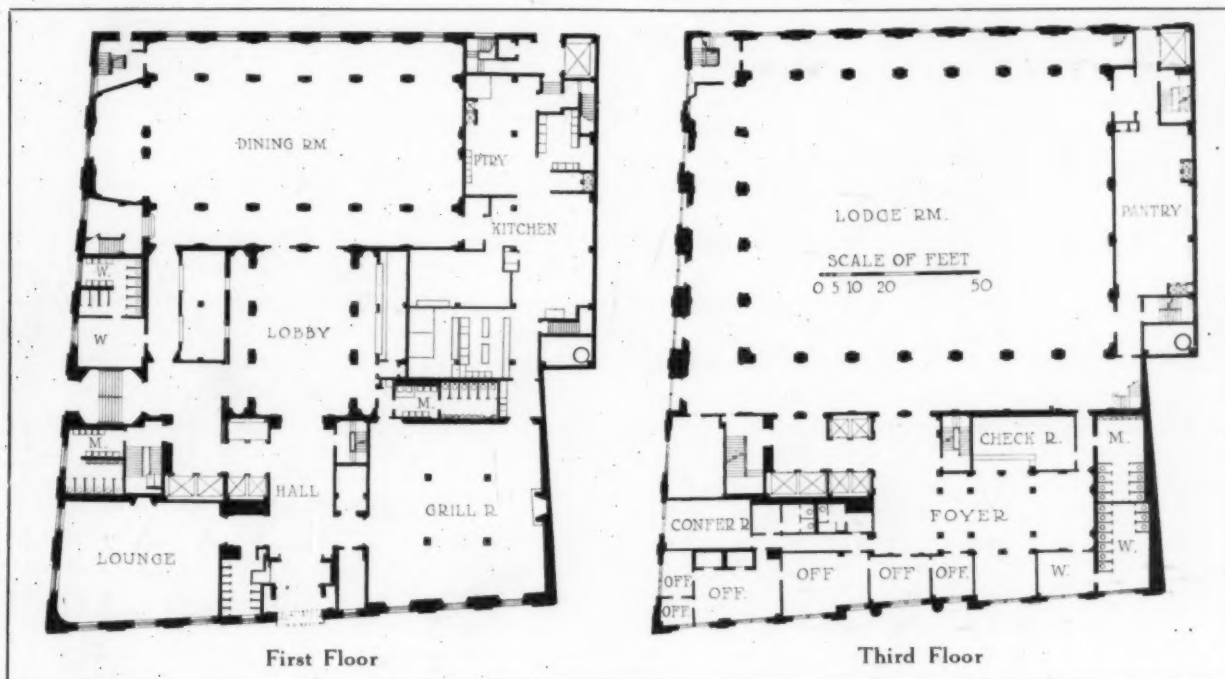 DINING RM
PTRY
KITCHEN
W.
W
LOBBY
M.
M.
HALL
GRILL R
LOUNGE
First Floor
LODGE RM.
SCALE OF FEET
0 5 10 20 50
PANTRY
CHECK R.
M.
CONFER R
FOYER
OFF.
OFF.
OFF.
OFF
OFF
OFF.
W.
W.
Third Floor